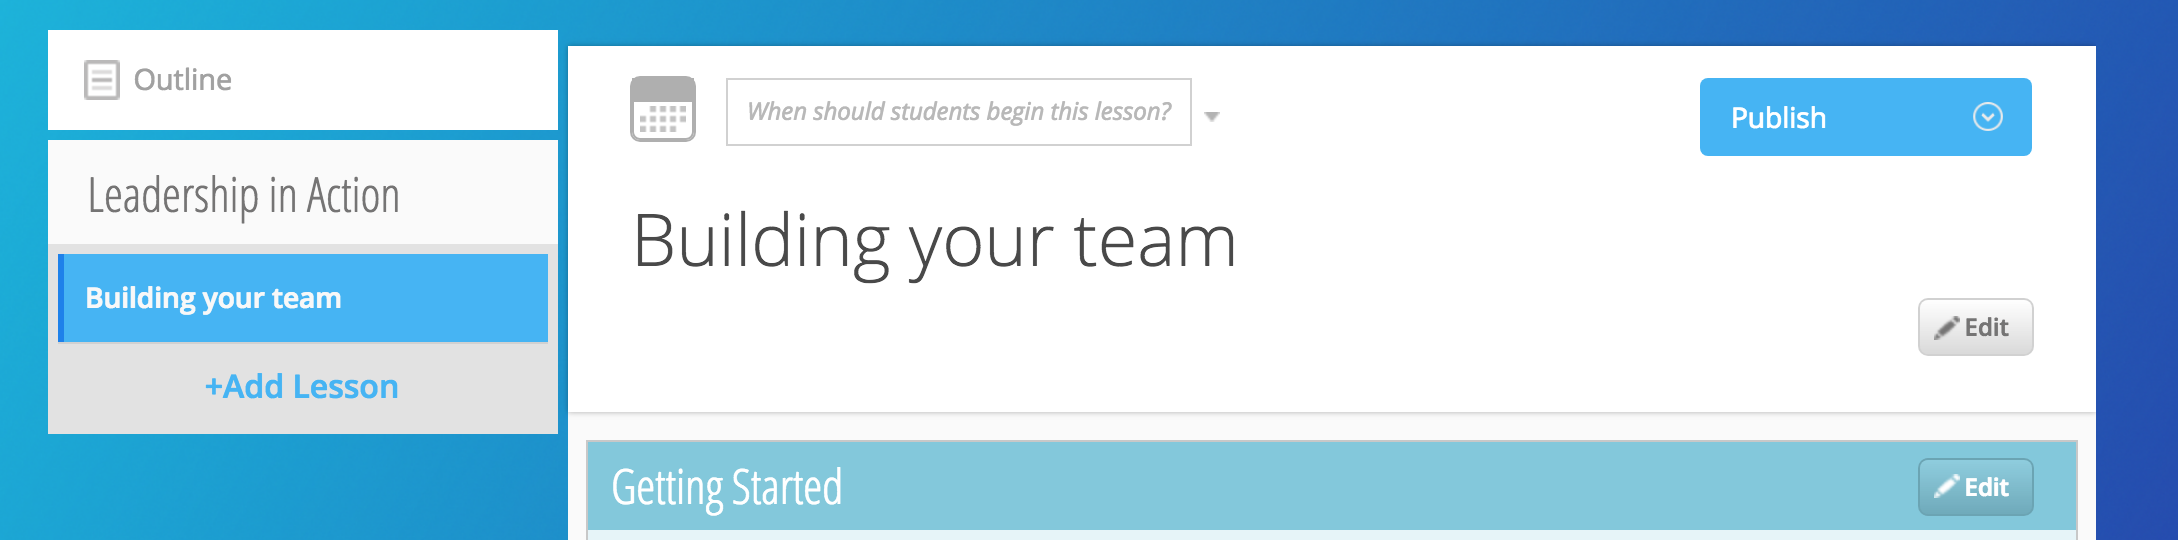 Outline
Leadership in Action
Building your team
+Add Lesson
When should students begin this lesson?
Publish
Building your team
Edit
Getting Started
Edit